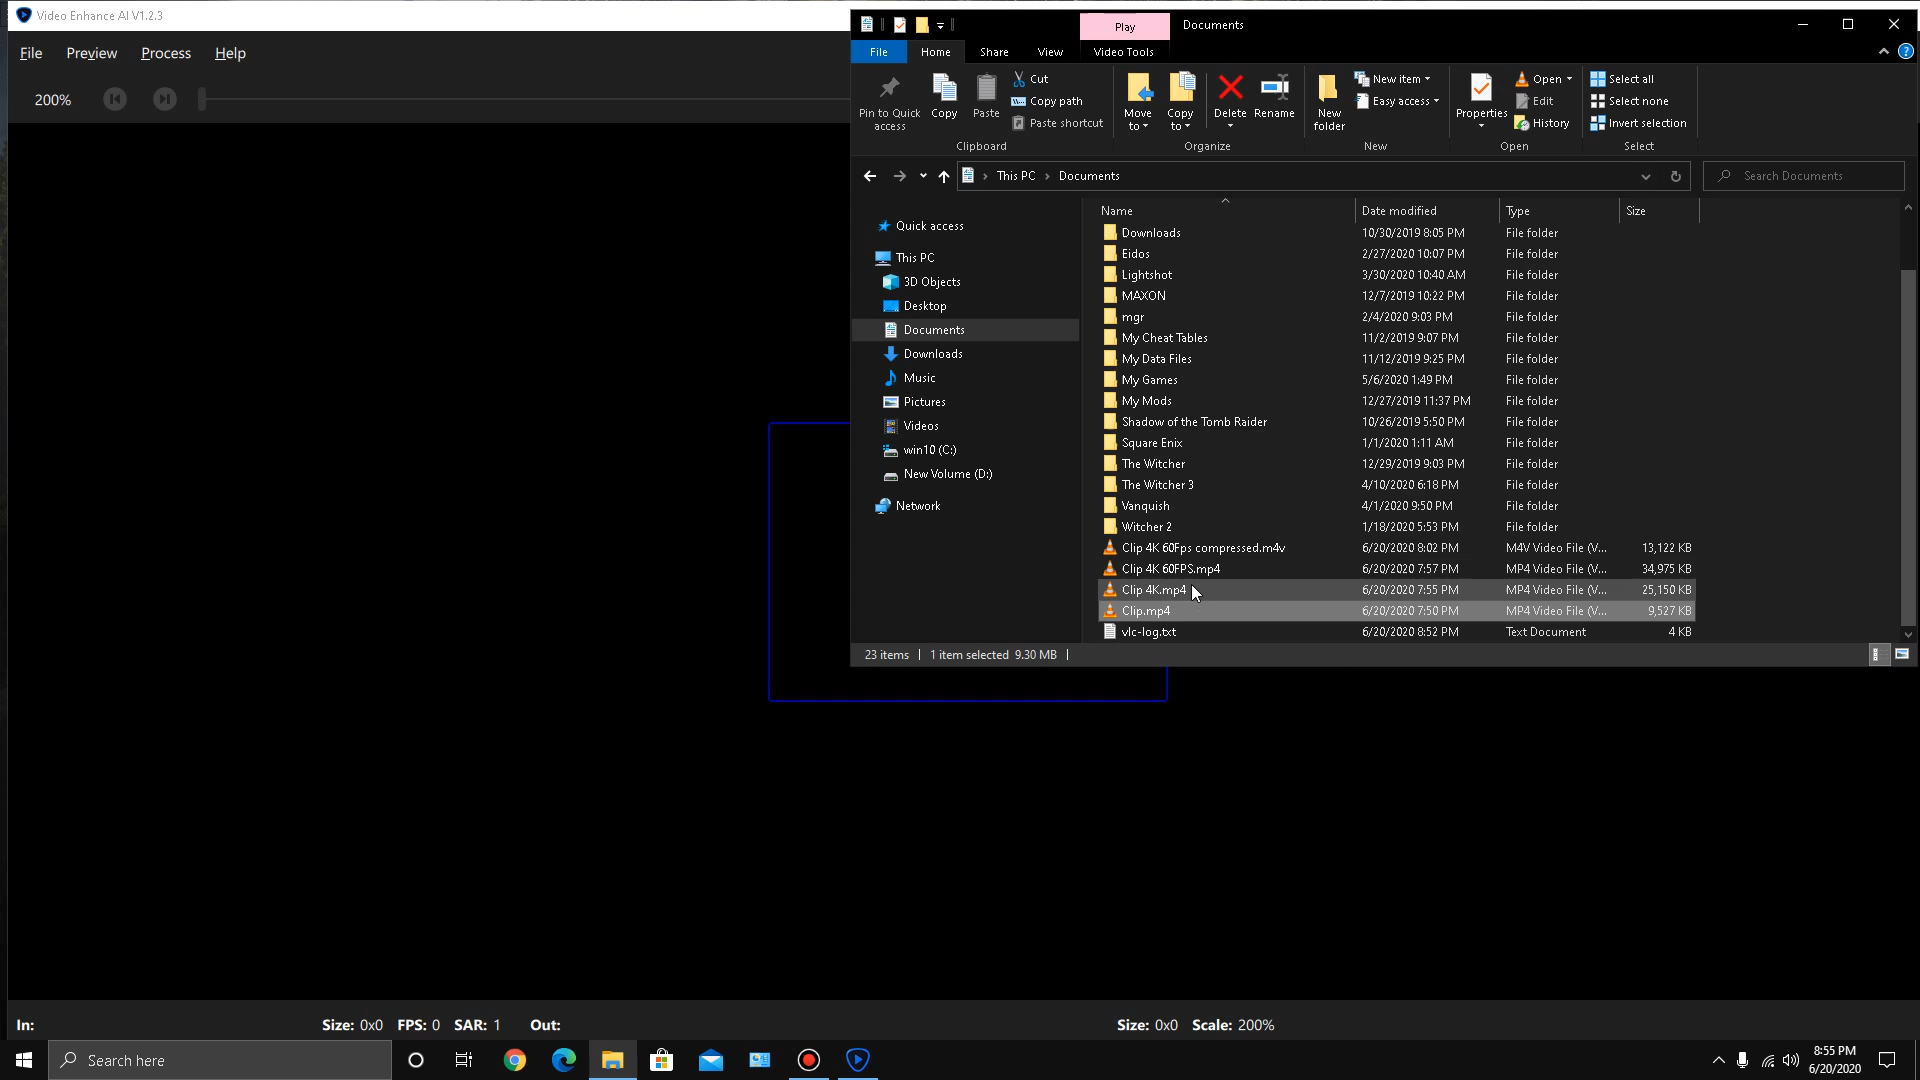 Video Enhance AI V1.2.3
File Preview Process Help
200%
Play
Documents
File Home Share View Video Tools
Pin to Quick access
Copy
Paste
Cut
Copy path
Paste shortcut
Clipboard
Move to
Copy to
Delete
Rename
Organize
New folder
New item
Easy access
New
Properties
Open
Edit
History
Open
Select all
Select none
Invert selection
Select
This PC › Documents
Search Documents
Quick access
This PC
3D Objects
Desktop
Documents
Downloads
Music
Pictures
Videos
win10 (C:)
New Volume (D:)
Network
Name Date modified Type Size
Downloads 10/30/2019 8:05 PM File folder
Eidos 2/27/2020 10:07 PM File folder
Lightshot 3/30/2020 10:40 AM File folder
MAXON 12/7/2019 10:22 PM File folder
mgr 2/4/2020 9:03 PM File folder
My Cheat Tables 11/2/2019 9:07 PM File folder
My Data Files 11/12/2019 9:25 PM File folder
My Games 5/6/2020 1:49 PM File folder
My Mods 12/27/2019 11:37 PM File folder
Shadow of the Tomb Raider 10/26/2019 5:50 PM File folder
Square Enix 1/1/2020 1:11 AM File folder
The Witcher 12/29/2019 9:03 PM File folder
The Witcher 3 4/10/2020 6:18 PM File folder
Vanquish 4/1/2020 9:50 PM File folder
Witcher 2 1/18/2020 5:53 PM File folder
Clip 4K 60Fps compressed.m4v 6/20/2020 8:02 PM M4V Video File (V... 13,122 KB
Clip 4K 60FPS.mp4 6/20/2020 7:57 PM MP4 Video File (V... 34,975 KB
Clip 4K.mp4 6/20/2020 7:55 PM MP4 Video File (V... 25,150 KB
Clip.mp4 6/20/2020 7:50 PM MP4 Video File (V... 9,527 KB
vlc-log.txt 6/20/2020 8:52 PM Text Document 4 KB
23 items 1 item selected 9.30 MB
In: Size: 0x0 FPS: 0 SAR: 1 Out: Size: 0x0 Scale: 200%
Search here
8:55 PM
6/20/2020